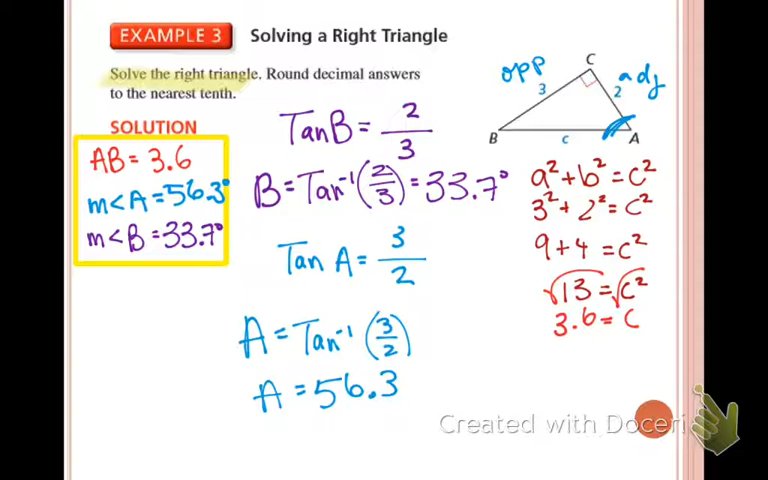 EXAMPLE 3 Solving a Right Triangle
Solve the right triangle. Round decimal answers
to the nearest tenth.
SOLUTION
AB = 3.6
m<A = 56.3°
m<B = 33.7°
Tan B = 2/3
B = Tan⁻¹(2/3) = 33.7°
Tan A = 3/2
A = Tan⁻¹(3/2)
A = 56.3
C
opp
adj
3
2
B
c
A
a² + b² = c²
3² + 2² = c²
9 + 4 = c²
√13 = √c²
3.6 = c
Created with Doceri